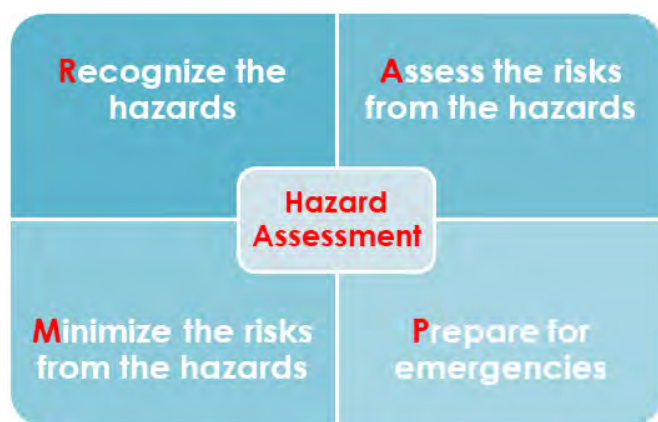 Recognize the
hazards
Assess the risks
from the hazards
Hazard
Assessment
Minimize the risks
from the hazards
Prepare for
emergencies